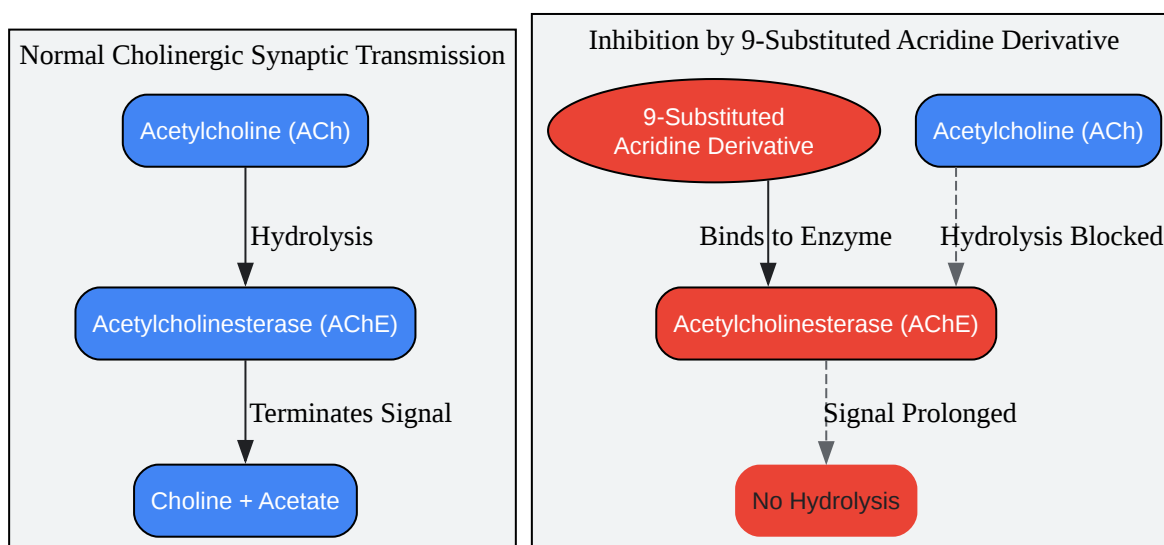 Normal Cholinergic Synaptic Transmission
Acetylcholine (ACh)
Hydrolysis
Acetylcholinesterase (AChE)
Terminates Signal
Choline + Acetate
Inhibition by 9-Substituted Acridine Derivative
9-Substituted
Acridine Derivative
Acetylcholine (ACh)
Binds to Enzyme
Hydrolysis Blocked
Acetylcholinesterase (AChE)
Signal Prolonged
No Hydrolysis